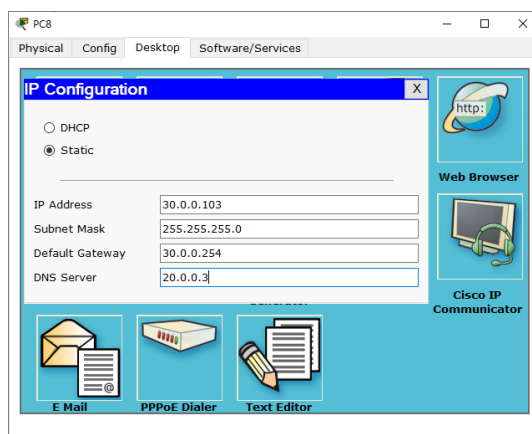 PC8
Physical Config Desktop Software/Services
IP Configuration X
http:
DHCP
Static
Web Browser
IP Address 30.0.0.103
Subnet Mask 255.255.255.0
Default Gateway 30.0.0.254
DNS Server 20.0.0.3
Cisco IP
Communicator
@
E Mail PPPoE Dialer Text Editor